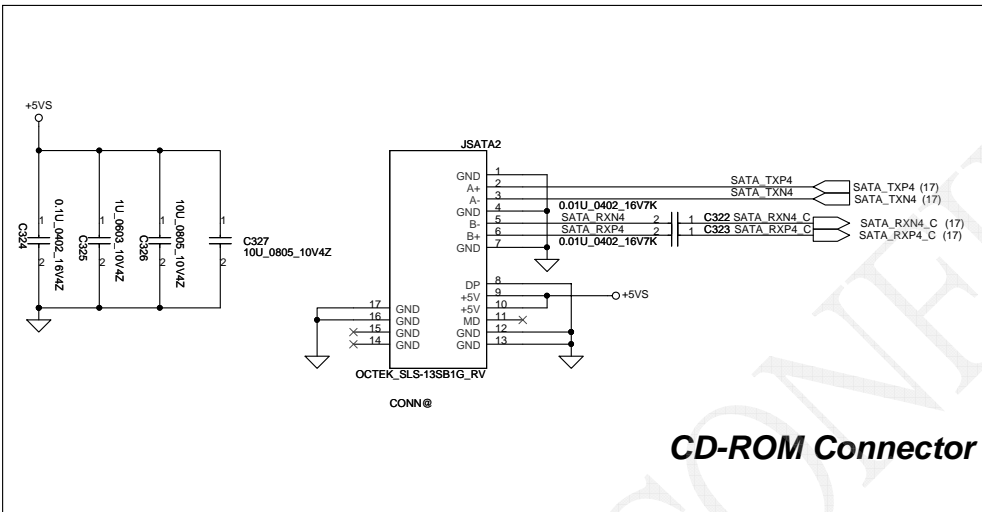 +5VS
1
2
C324
0.1U_0402_16V4Z
1
2
C325
1U_0603_10V4Z
1
2
C326
10U_0805_10V4Z
1
2
C327
10U_0805_10V4Z
JSATA2
GND 1
A+ 2
A- 3
GND 4
B- 5
B+ 6
GND 7
DP 8
+5V 9
+5V 10
MD 11
GND 12
GND 13
17 GND
16 GND
15 GND
14 GND
OCTEK_SLS-13SB1G_RV
CONN@
SATA_TXP4 SATA_TXP4 (17)
SATA_TXN4 SATA_TXN4 (17)
0.01U_0402_16V7K
SATA_RXN4 2 1 C322 SATA_RXN4_C SATA_RXN4_C (17)
SATA_RXP4 2 1 C323 SATA_RXP4_C SATA_RXP4_C (17)
0.01U_0402_16V7K
+5VS
CD-ROM Connector